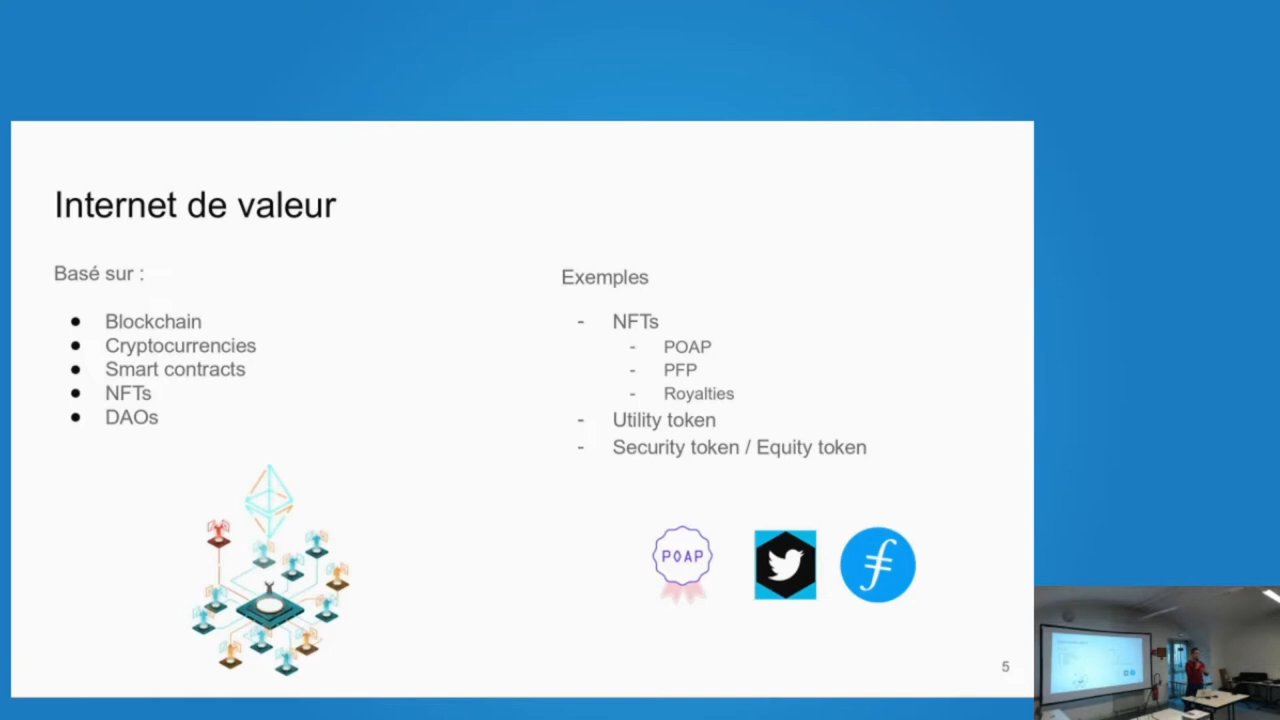 Internet de valeur
Basé sur :
● Blockchain
● Cryptocurrencies
● Smart contracts
● NFTs
● DAOs
Exemples
- NFTs
- POAP
- PFP
- Royalties
- Utility token
- Security token / Equity token
POAP
5